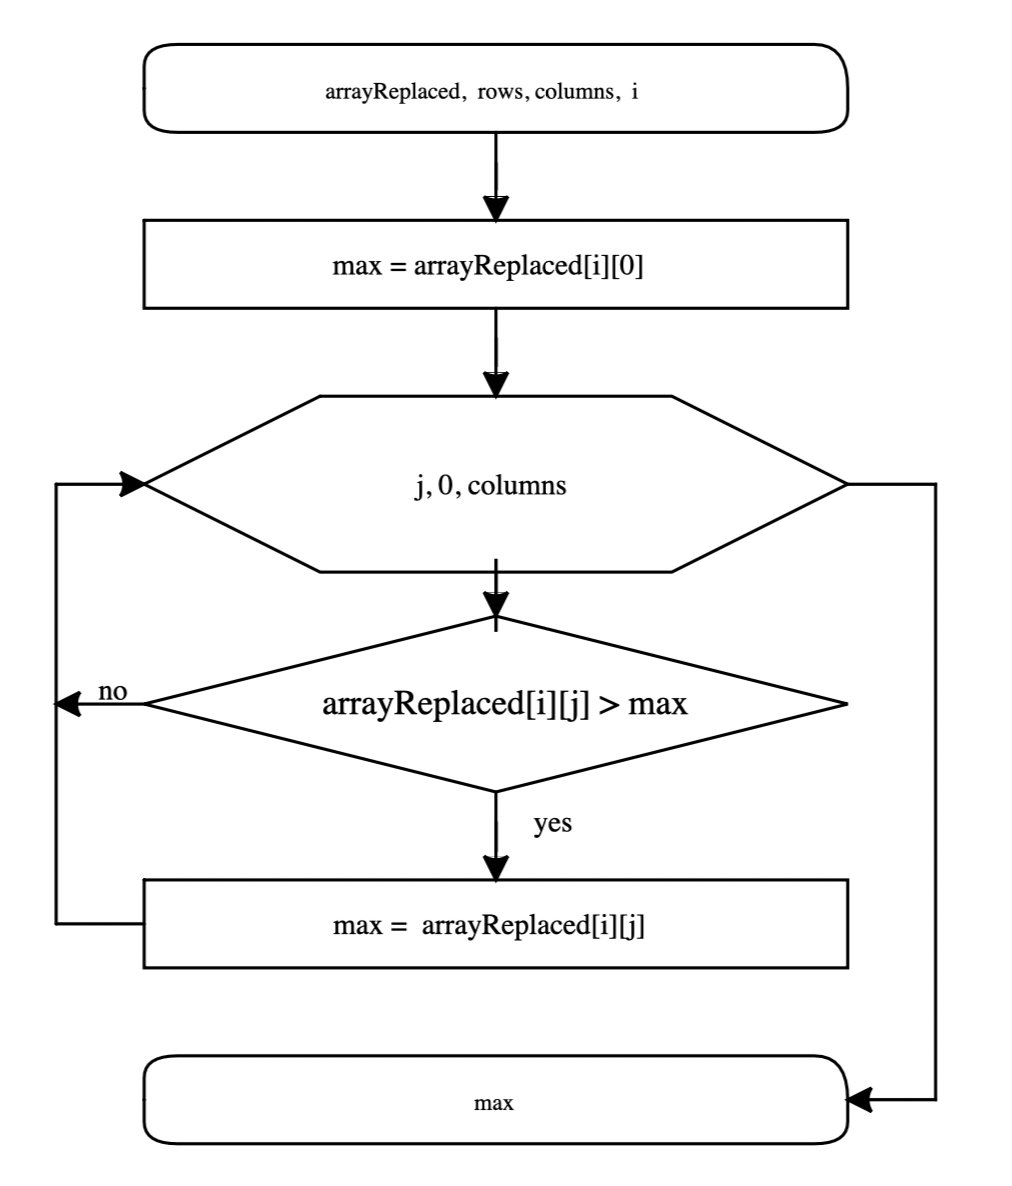 arrayReplaced, rows, columns, i
max = arrayReplaced[i][0]
j, 0, columns
no
arrayReplaced[i][j] > max
yes
max = arrayReplaced[i][j]
max